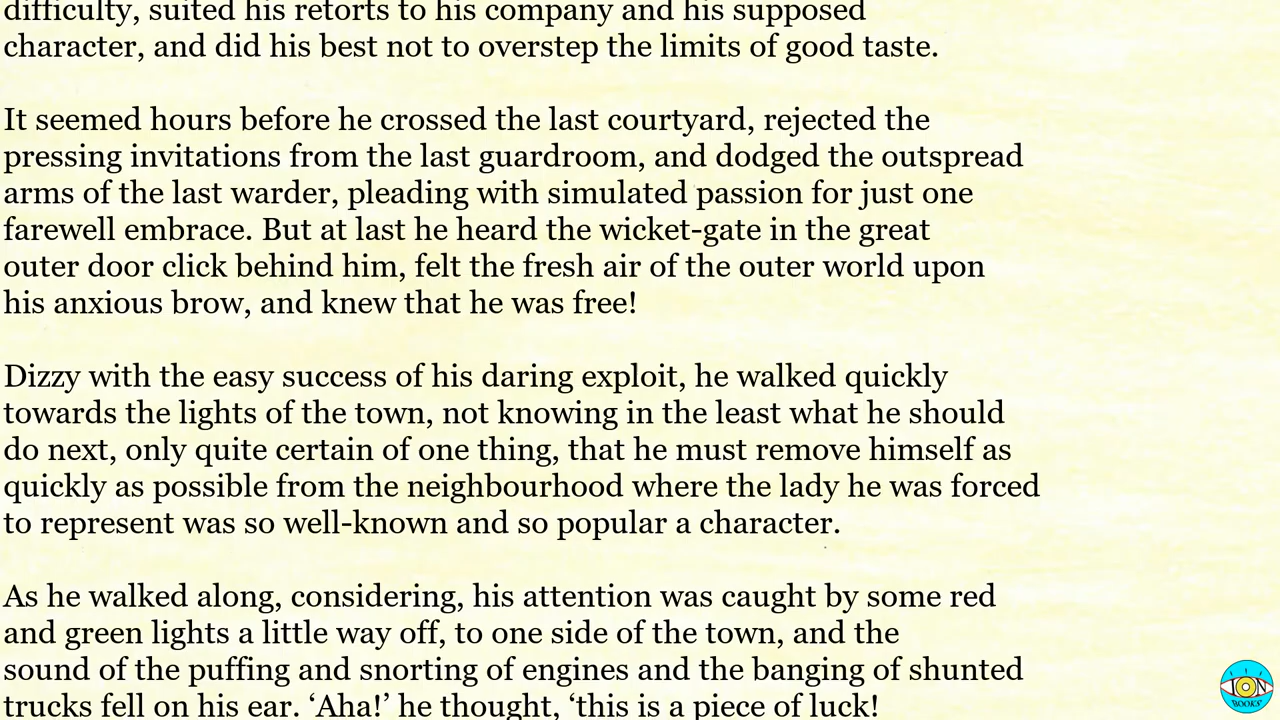 difficulty, suited his retorts to his company and his supposed
character, and did his best not to overstep the limits of good taste.
It seemed hours before he crossed the last courtyard, rejected the
pressing invitations from the last guardroom, and dodged the outspread
arms of the last warder, pleading with simulated passion for just one
farewell embrace. But at last he heard the wicket-gate in the great
outer door click behind him, felt the fresh air of the outer world upon
his anxious brow, and knew that he was free!
Dizzy with the easy success of his daring exploit, he walked quickly
towards the lights of the town, not knowing in the least what he should
do next, only quite certain of one thing, that he must remove himself as
quickly as possible from the neighbourhood where the lady he was forced
to represent was so well-known and so popular a character.
As he walked along, considering, his attention was caught by some red
and green lights a little way off, to one side of the town, and the
sound of the puffing and snorting of engines and the banging of shunted
trucks fell on his ear. ‘Aha!’ he thought, ‘this is a piece of luck!
ION
BOOKS